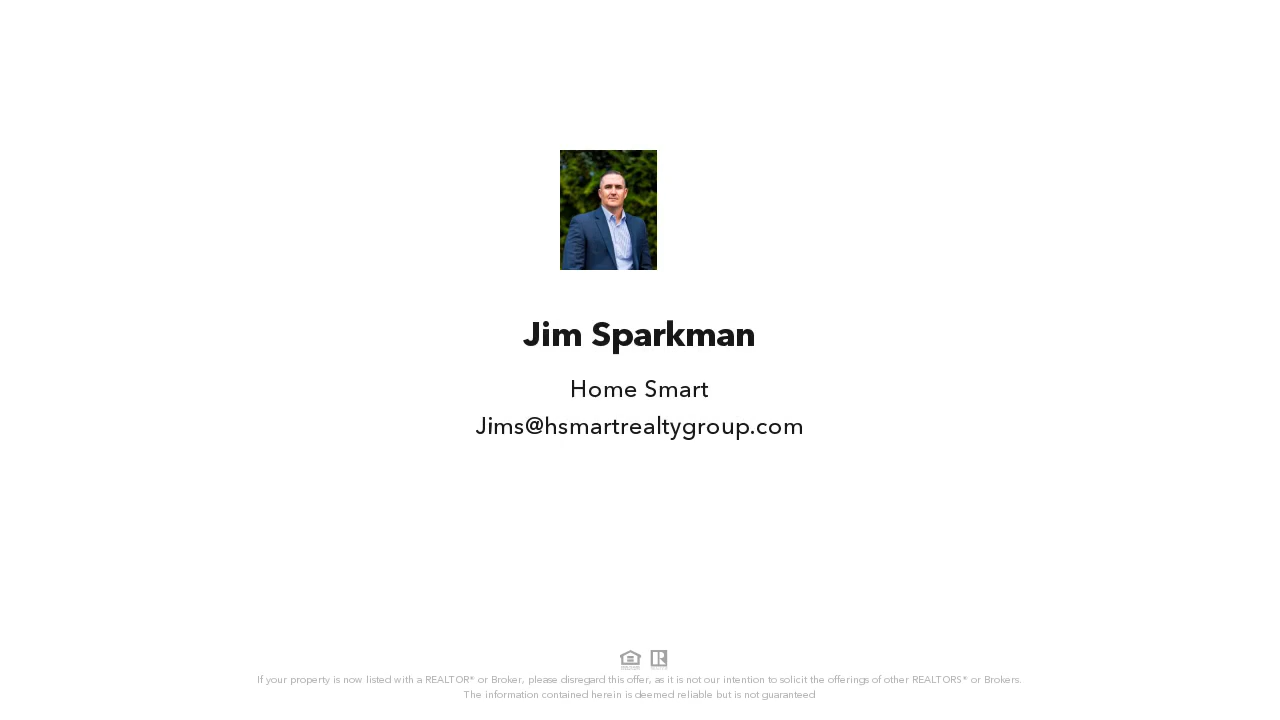 Jim Sparkman
Home Smart
Jims@hsmartrealtygroup.com
If your property is now listed with a REALTOR® or Broker, please disregard this offer, as it is not our intention to solicit the offerings of other REALTORS® or Brokers.
The information contained herein is deemed reliable but is not guaranteed